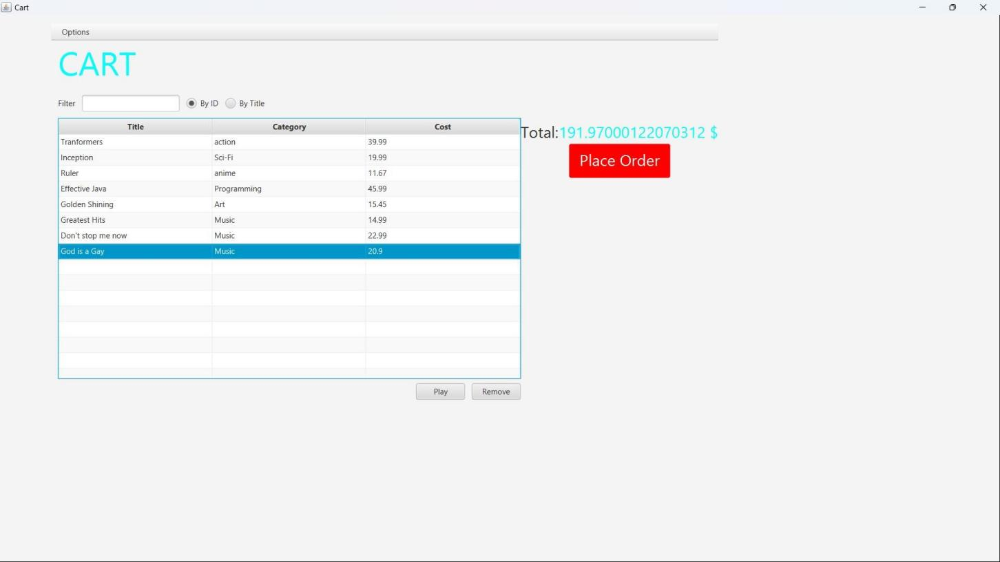 Cart
Options
CART
Filter By ID By Title
Title Category Cost
Tranformers action 39.99
Inception Sci-Fi 19.99
Ruler anime 11.67
Effective Java Programming 45.99
Golden Shining Art 15.45
Greatest Hits Music 14.99
Don't stop me now Music 22.99
God is a Gay Music 20.9
Total:191.97000122070312 $
Place Order
Play Remove